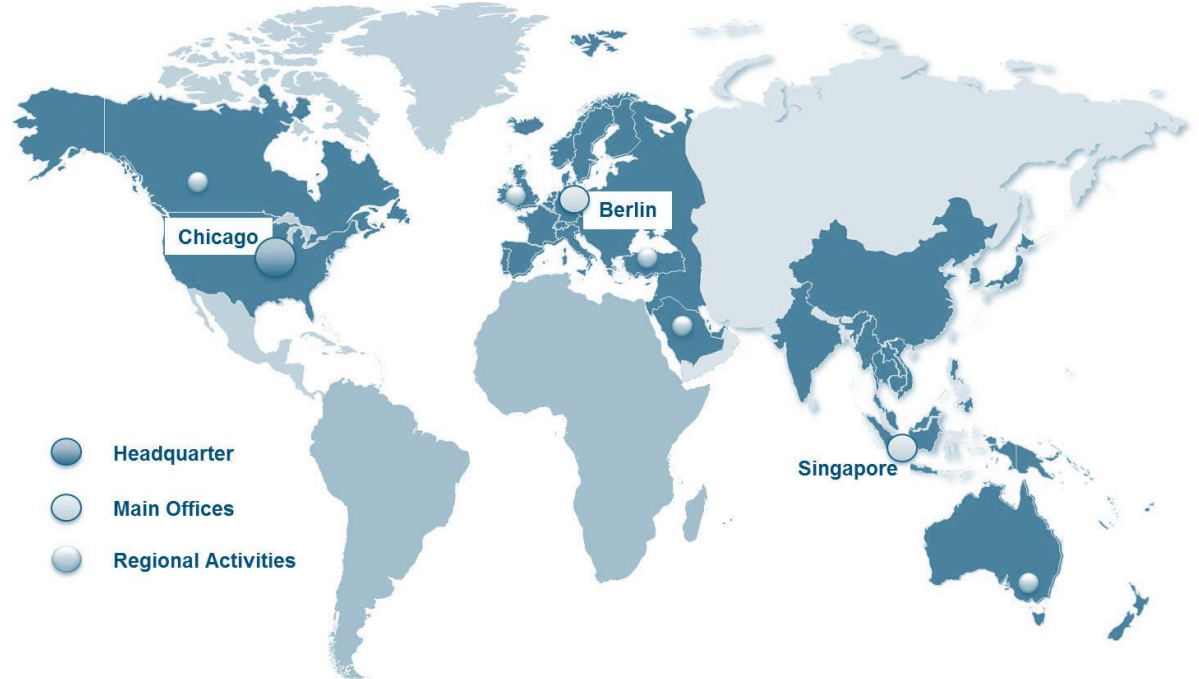 Chicago
Berlin
Singapore
Headquarter
Main Offices
Regional Activities